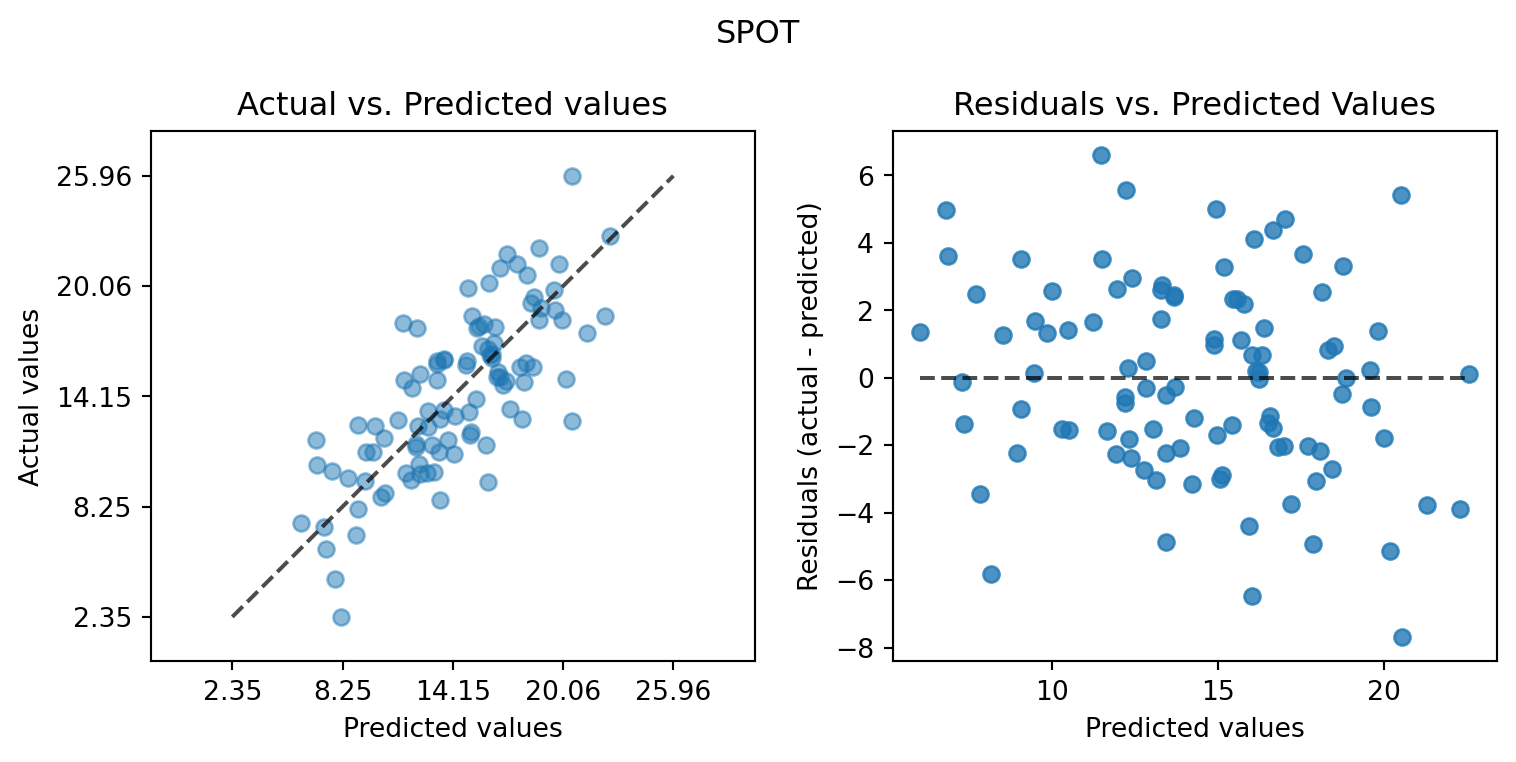 SPOT
Actual vs. Predicted values
Actual values
25.96
20.06
14.15
8.25
2.35
2.35 8.25 14.15 20.06 25.96
Predicted values
Residuals vs. Predicted Values
Residuals (actual - predicted)
6
4
2
0
−2
−4
−6
−8
10 15 20
Predicted values